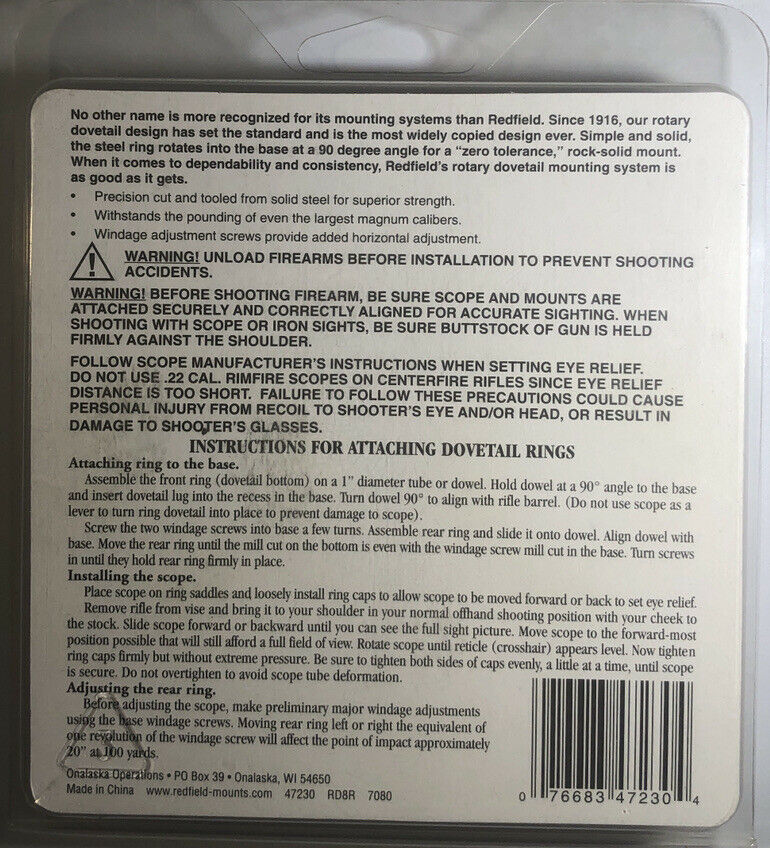 No other name is more recognized for its mounting systems than Redfield. Since 1916, our rotary
dovetail design has set the standard and is the most widely copied design ever. Simple and solid,
the steel ring rotates into the base at a 90 degree angle for a “zero tolerance,” rock-solid mount.
When it comes to dependability and consistency, Redfield’s rotary dovetail mounting system is
as good as it gets.
• Precision cut and tooled from solid steel for superior strength.
• Withstands the pounding of even the largest magnum calibers.
• Windage adjustment screws provide added horizontal adjustment.
WARNING! UNLOAD FIREARMS BEFORE INSTALLATION TO PREVENT SHOOTING
ACCIDENTS.
WARNING! BEFORE SHOOTING FIREARM, BE SURE SCOPE AND MOUNTS ARE
ATTACHED SECURELY AND CORRECTLY ALIGNED FOR ACCURATE SIGHTING. WHEN
SHOOTING WITH SCOPE OR IRON SIGHTS, BE SURE BUTTSTOCK OF GUN IS HELD
FIRMLY AGAINST THE SHOULDER.
FOLLOW SCOPE MANUFACTURER’S INSTRUCTIONS WHEN SETTING EYE RELIEF.
DO NOT USE .22 CAL. RIMFIRE SCOPES ON CENTERFIRE RIFLES SINCE EYE RELIEF
DISTANCE IS TOO SHORT. FAILURE TO FOLLOW THESE PRECAUTIONS COULD CAUSE
PERSONAL INJURY FROM RECOIL TO SHOOTER’S EYE AND/OR HEAD, OR RESULT IN
DAMAGE TO SHOOTER’S GLASSES.
INSTRUCTIONS FOR ATTACHING DOVETAIL RINGS
Attaching ring to the base.
Assemble the front ring (dovetail bottom) on a 1” diameter tube or dowel. Hold dowel at a 90° angle to the base
and insert dovetail lug into the recess in the base. Turn dowel 90° to align with rifle barrel. (Do not use scope as a
lever to turn ring dovetail into place to prevent damage to scope).
Screw the two windage screws into base a few turns. Assemble rear ring and slide it onto dowel. Align dowel with
base. Move the rear ring until the mill cut on the bottom is even with the windage screw mill cut in the base. Turn screws
in until they hold rear ring firmly in place.
Installing the scope.
Place scope on ring saddles and loosely install ring caps to allow scope to be moved forward or back to set eye relief.
Remove rifle from vise and bring it to your shoulder in your normal offhand shooting position with your cheek to
the stock. Slide scope forward or backward until you can see the full sight picture. Move scope to the forward-most
position possible that will still afford a full field of view. Rotate scope until reticle (crosshair) appears level. Now tighten
ring caps firmly but without extreme pressure. Be sure to tighten both sides of caps evenly, a little at a time, until scope
is secure. Do not overtighten to avoid scope tube deformation.
Adjusting the rear ring.
Before adjusting the scope, make preliminary major windage adjustments
using the base windage screws. Moving rear ring left or right the equivalent of
one revolution of the windage screw will affect the point of impact approximately
20” at 100 yards.
Onalaska Operations • PO Box 39 • Onalaska, WI 54650
Made in China www.redfield-mounts.com 47230 RD8R 7080
0 76683 47230 4